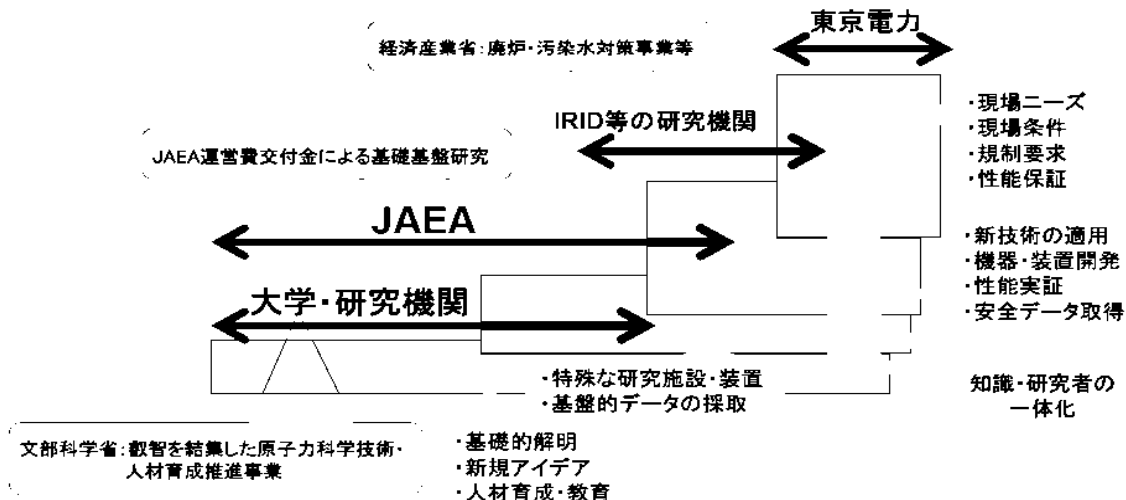 東京電力
経済産業省:廃炉・汚染水対策事業等
・現場ニーズ
・現場条件
・規制要求
・性能保証
IRID等の研究機関
JAEA運営費交付金による基礎基盤研究
JAEA
・新技術の適用
・機器・装置開発
・性能実証
・安全データ取得
大学・研究機関
・特殊な研究施設・装置
・基盤的データの採取
知識・研究者の
一体化
文部科学省:叡智を結集した原子力科学技術・
人材育成推進事業
・基礎的解明
・新規アイデア
・人材育成・教育